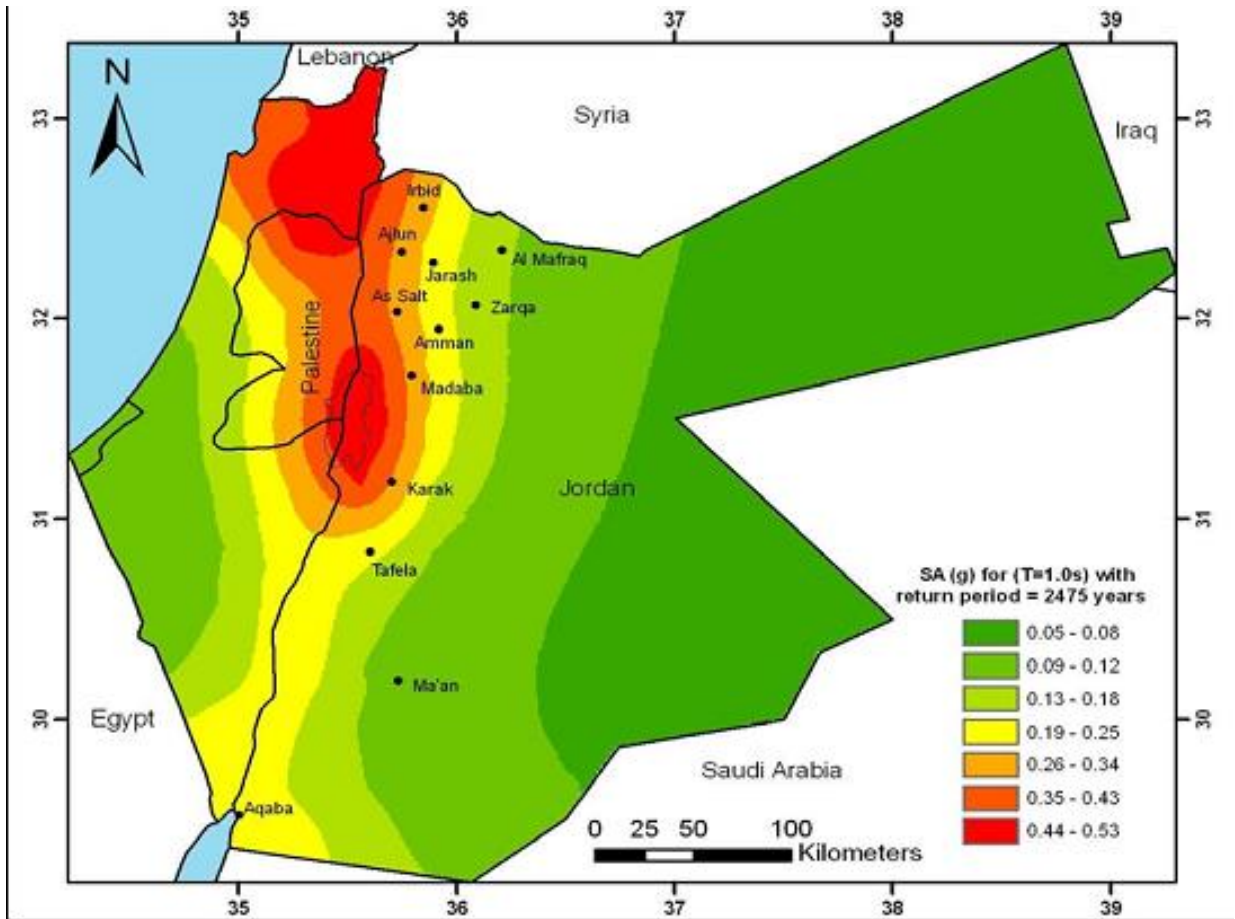 35 36 37 38 39
Lebanon
N
33
Syria
33
Iraq
Irbid
Ajlun
Jarash
Al Mafraq
As Salt
Zarqa
32
32
Palestine
Amman
Madaba
Karak
Jordan
31
31
Tafela
SA (g) for (T=1.0s) with
return period = 2475 years
0.05 - 0.08
0.09 - 0.12
0.13 - 0.18
0.19 - 0.25
0.26 - 0.34
0.35 - 0.43
0.44 - 0.53
Ma'an
30
Egypt
30
Saudi Arabia
Aqaba
0 25 50 100
Kilometers
35 36 37 38 39